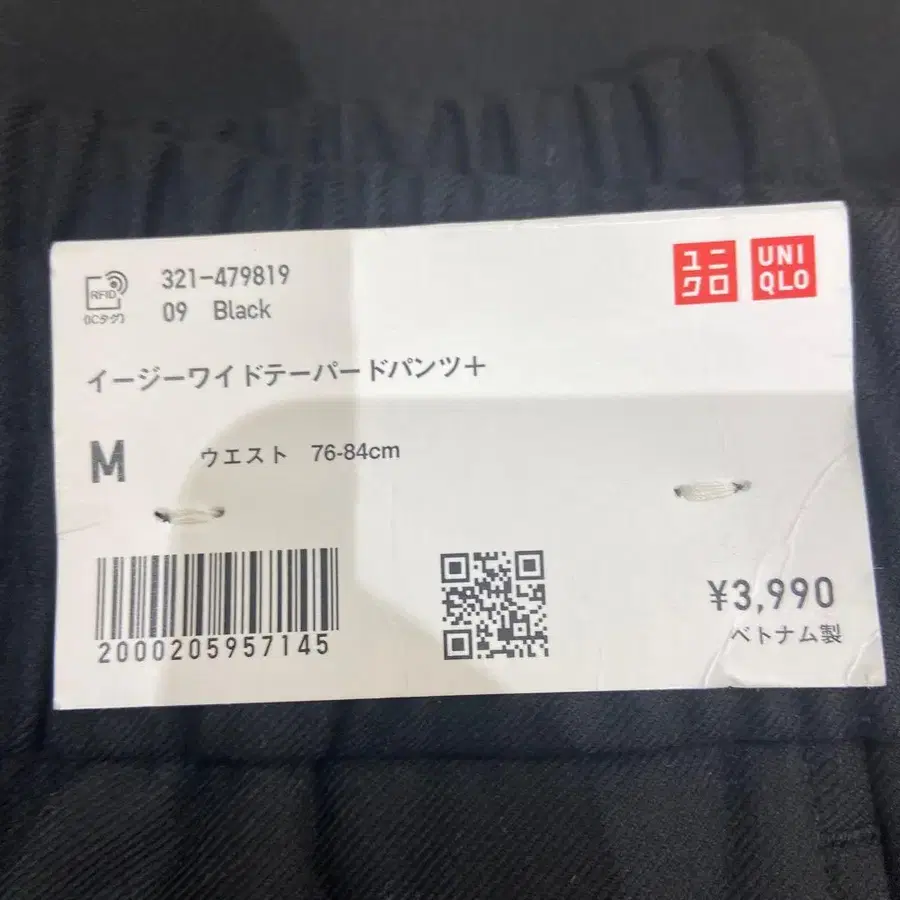 RFID
(ICタグ)
321-479819
09 Black
ユニ
クロ
UNI
QLO
イージーワイドテーパードパンツ+
M ウエスト 76-84cm
2000205957145
¥3,990
ベトナム製